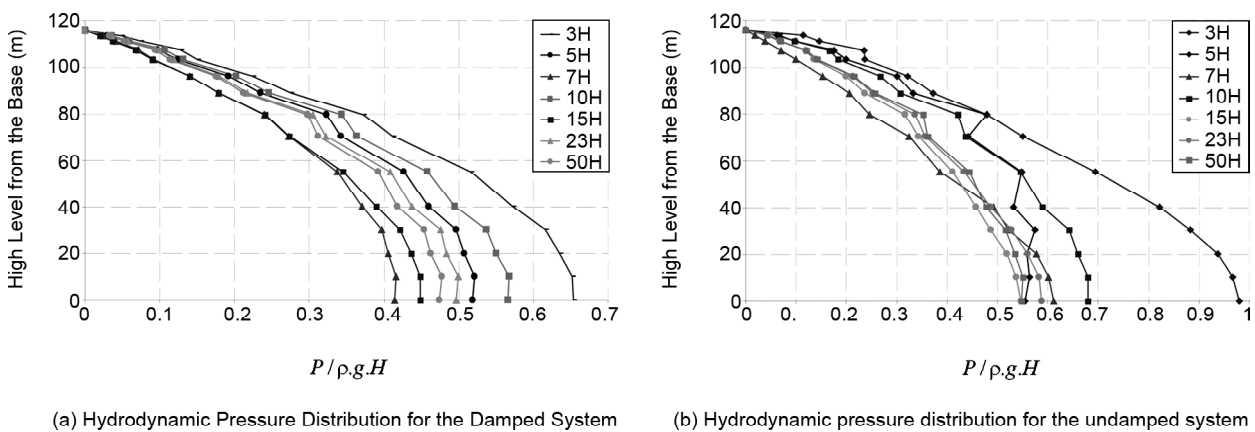 High Level from the Base (m)
120
100
80
60
40
20
0
0
0.1
0.2
0.3
0.4
0.5
0.6
0.7
3H
5H
7H
10H
15H
23H
50H
P / ρ.g.H
(a) Hydrodynamic Pressure Distribution for the Damped System
High Level from the Base (m)
120
100
80
60
40
20
0
0
0.
0.2
0.3
0.4
0.5
0.6
0.7
0.8
0.9
1
3H
5H
7H
10H
15H
23H
50H
P / ρ.g.H
(b) Hydrodynamic pressure distribution for the undamped system